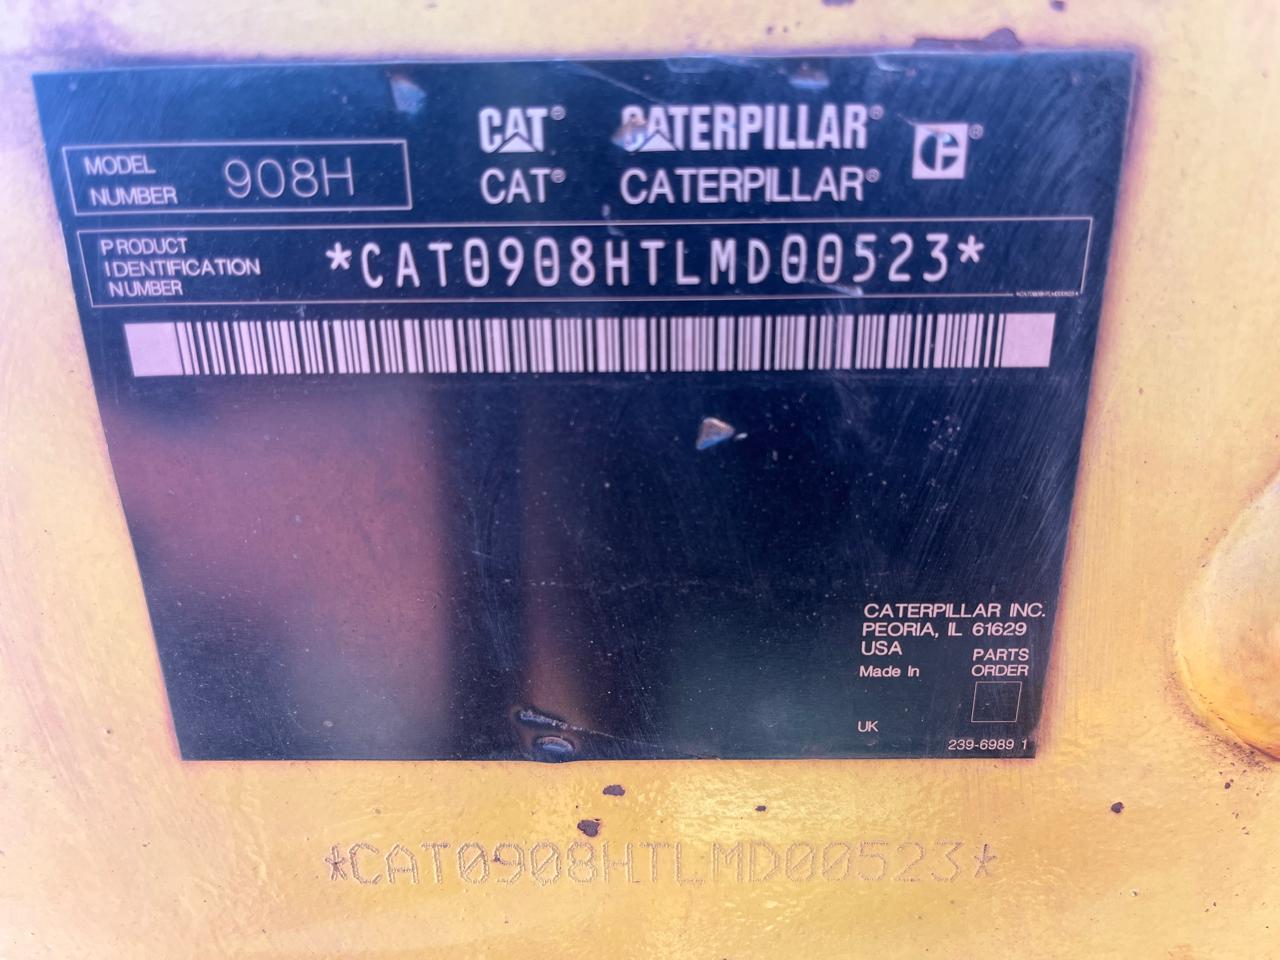 CAT® CATERPILLAR®
CAT® CATERPILLAR®
MODEL
NUMBER 908H
PRODUCT
IDENTIFICATION
NUMBER
*CAT0908HTLMD00523*
*CAT0908HTLMD00523*
CATERPILLAR INC.
PEORIA, IL 61629
USA
Made In
UK
PARTS
ORDER
239-6989 1
*CAT0908HTLMD00523*